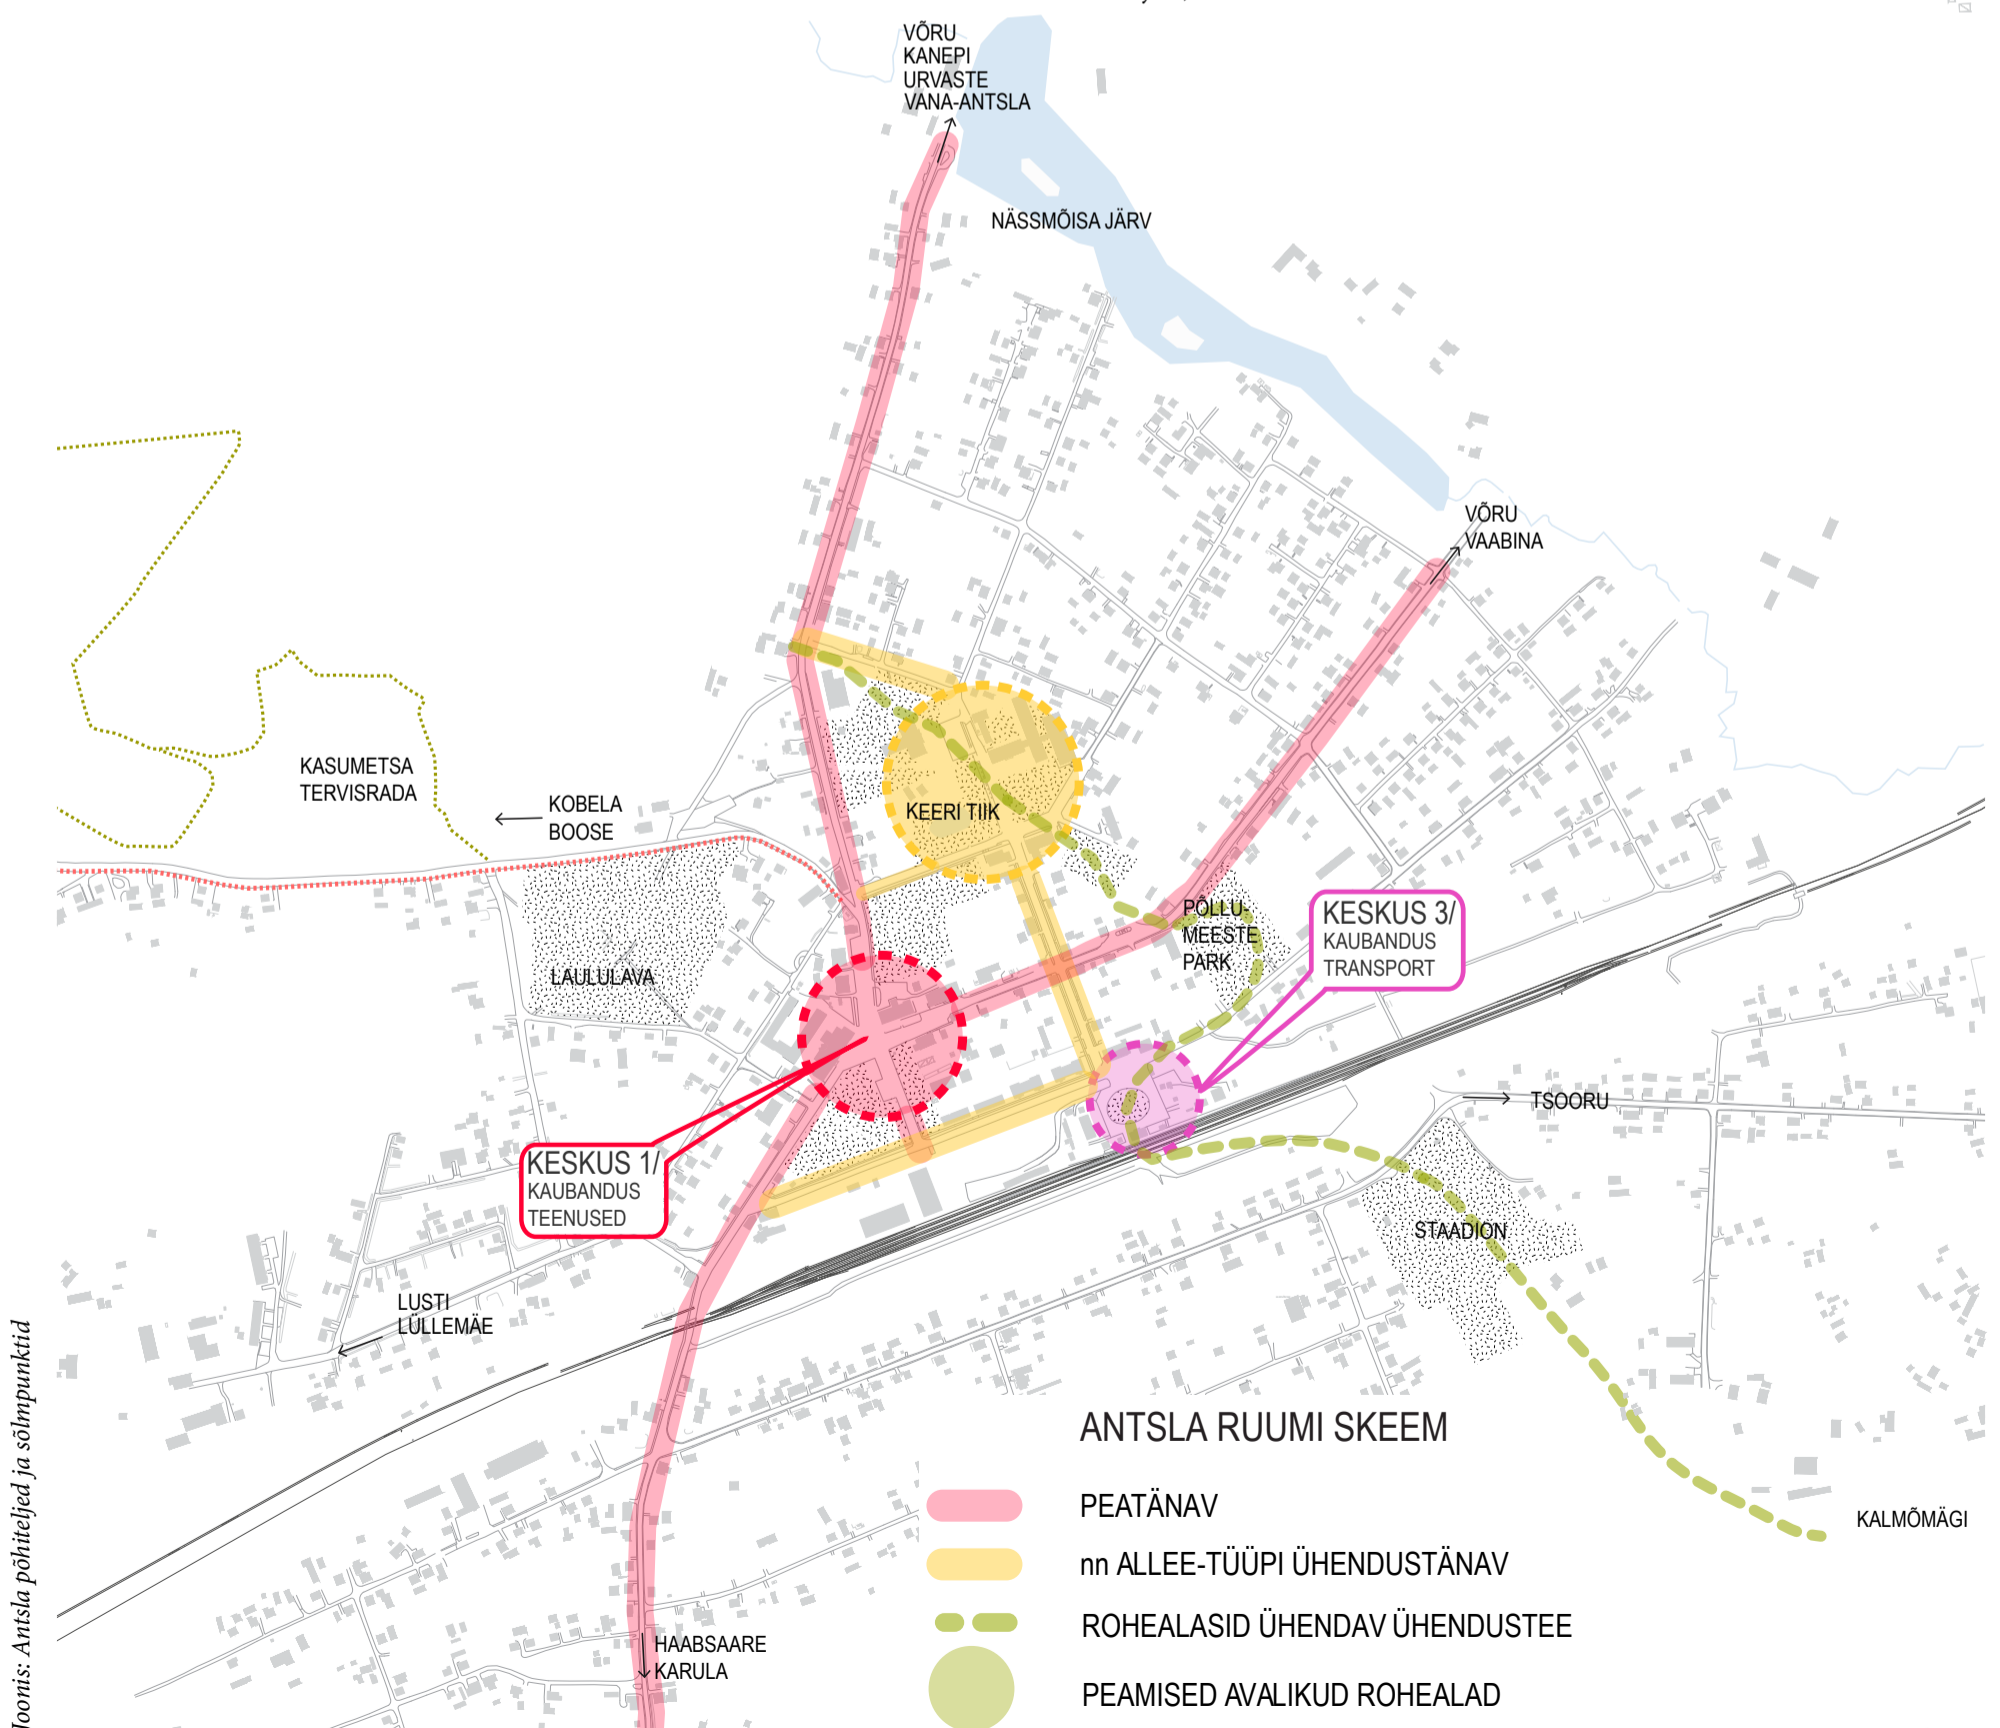 VÕRU
KANEPI
URVASTE
VANA-ANTSLA
NÄSSMÕISA JÄRV
VÕRU
VAABINA
KASUMETSA
TERVISRADA
KOBELA
BOOSE
KEERI TIIK
PÕLLU-
MEESTE
PARK
KESKUS 3/
KAUBANDUS
TRANSPORT
LAULULAVA
TSOORU
KESKUS 1/
KAUBANDUS
TEENUSED
STAADION
LUSTI
LÜLLEMÄE
KALMÕMÄGI
HAABSAARE
KARULA
ANTSLA RUUMI SKEEM
PEATÄNAV
nn ALLEE-TÜÜPI ÜHENDUSTÄNAV
ROHEALASID ÜHENDAV ÜHENDUSTEE
PEAMISED AVALIKUD ROHEALAD
Joonis: Antsla põhiteljed ja sõlmpunktid